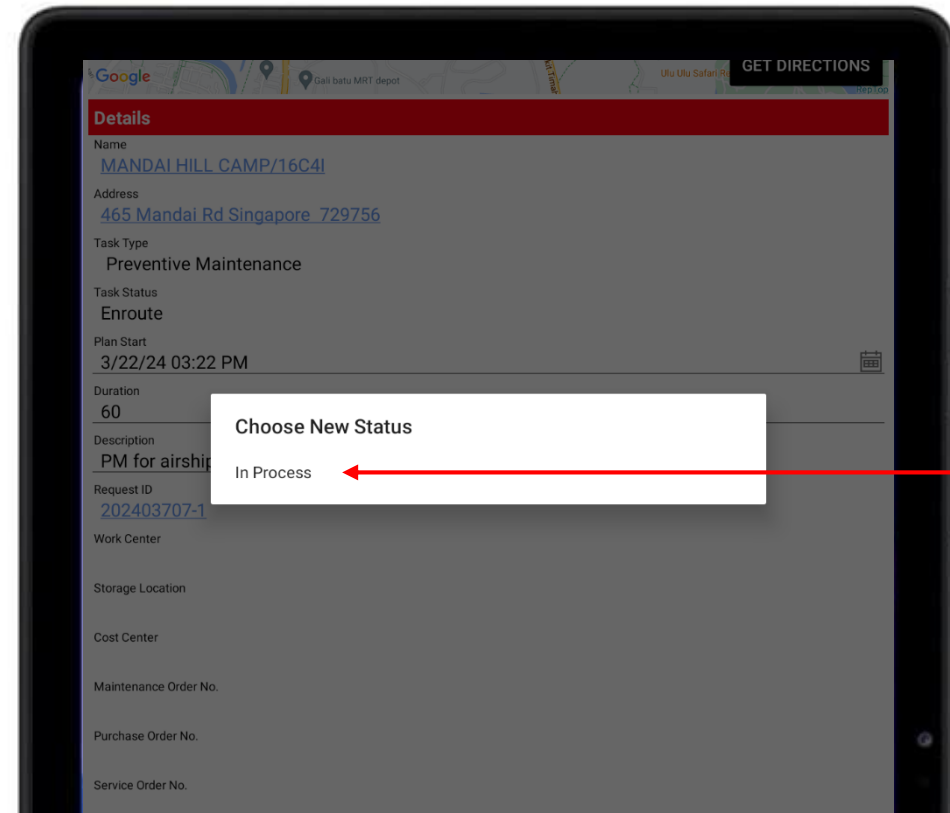 Google
Gali batu MRT depot
Ulu Ulu Safari
GET DIRECTIONS
Details
Name
MANDAI HILL CAMP/16C4I
Address
465 Mandai Rd Singapore 729756
Task Type
Preventive Maintenance
Task Status
Enroute
Plan Start
3/22/24 03:22 PM
Duration
60
Choose New Status
Description
PM for airship
In Process
Request ID
202403707-1
Work Center
Storage Location
Cost Center
Maintenance Order No.
Purchase Order No.
Service Order No.